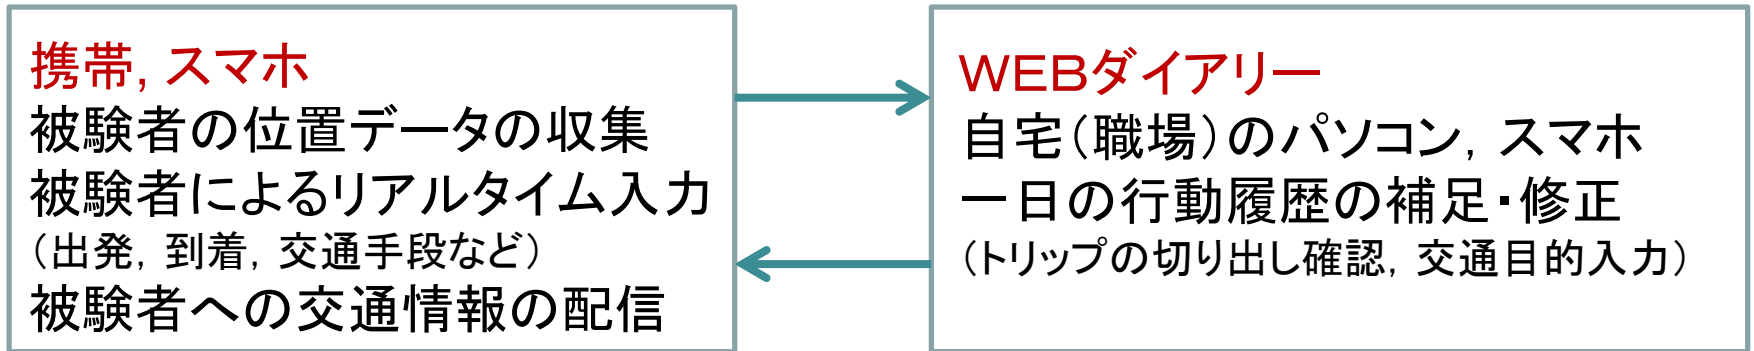 携帯, スマホ
被験者の位置データの収集
被験者によるリアルタイム入力
（出発, 到着, 交通手段など）
被験者への交通情報の配信
ＷＥＢダイアリー
自宅（職場）のパソコン, スマホ
一日の行動履歴の補足・修正
（トリップの切り出し確認, 交通目的入力）